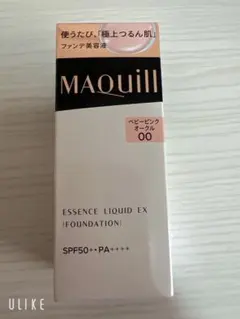 使うたび、「極上つるん肌」
ファンデ美容液
MAQuill
ベビーピンク
オークル
00
ESSENCE LIQUID EX
(FOUNDATION)
SPF50++PA++++
ULIKE